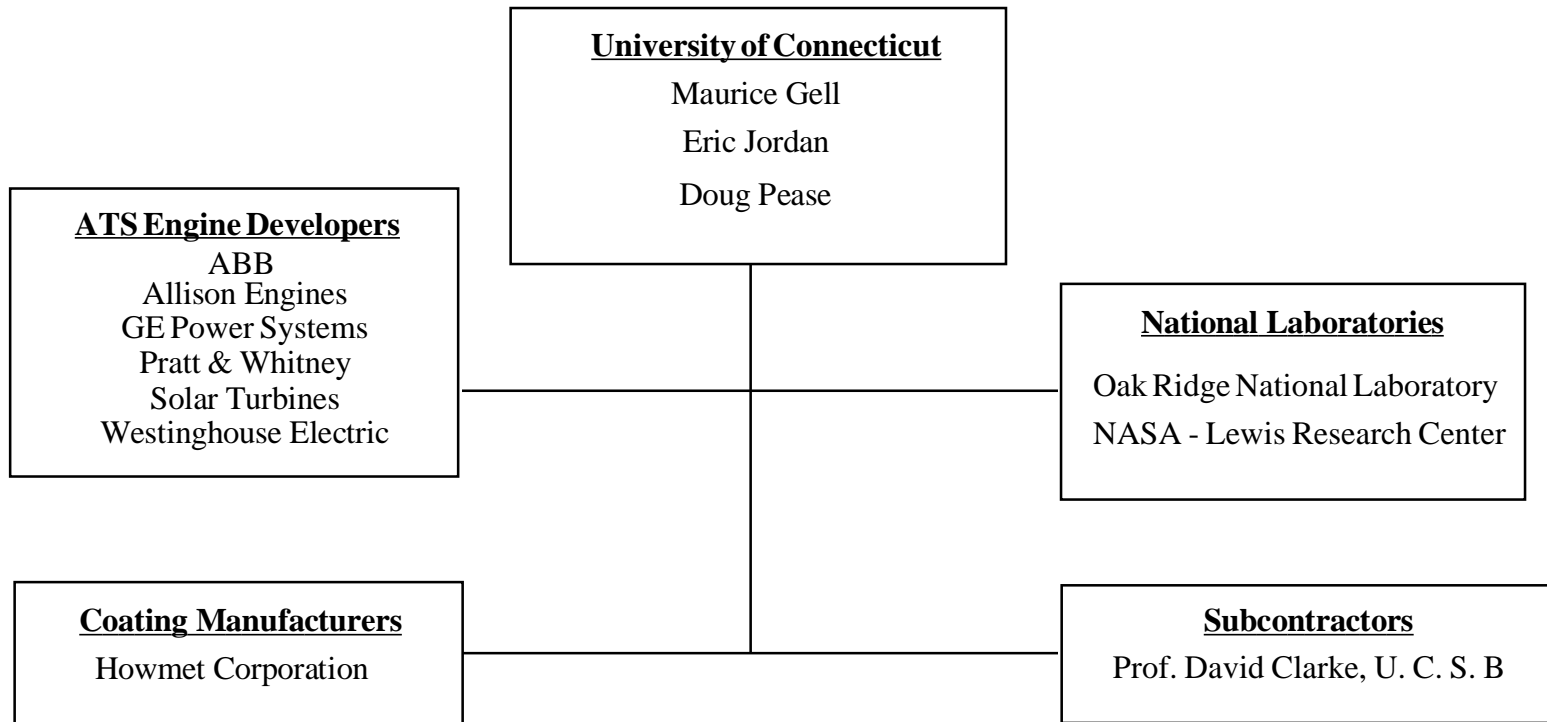 University of Connecticut
Maurice Gell
Eric Jordan
Doug Pease
ATS Engine Developers
ABB
Allison Engines
GE Power Systems
Pratt & Whitney
Solar Turbines
Westinghouse Electric
National Laboratories
Oak Ridge National Laboratory
NASA - Lewis Research Center
Coating Manufacturers
Howmet Corporation
Subcontractors
Prof. David Clarke, U. C. S. B